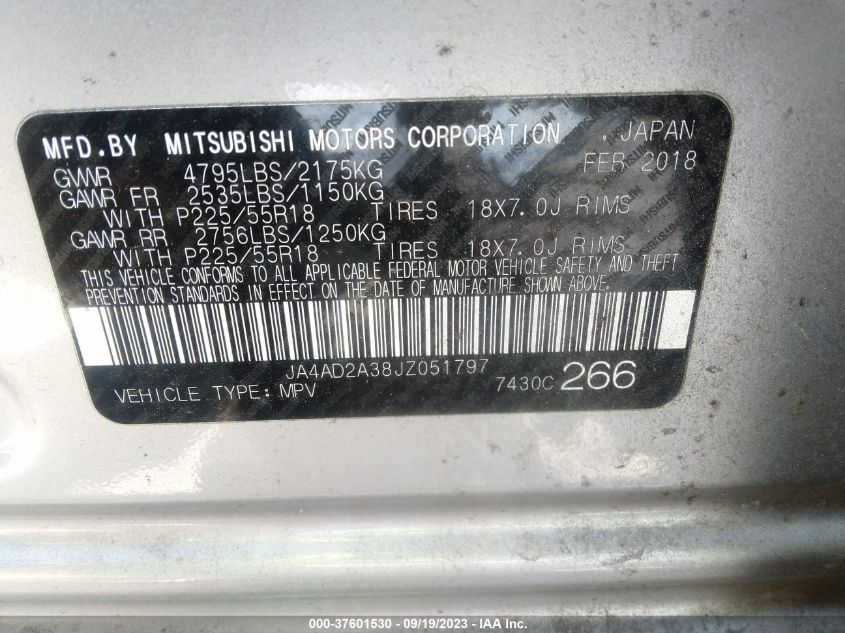 MFD.BY MITSUBISHI MOTORS CORPORATION , JAPAN
GVWR 4795LBS/2175KG FEB 2018
GAWR FR 2535LBS/1150KG
WITH P225/55R18 TIRES 18X7.0J RIMS
GAWR RR 2756LBS/1250KG
WITH P225/55R18 TIRES 18X7.0J RIMS
THIS VEHICLE CONFORMS TO ALL APPLICABLE FEDERAL MOTOR VEHICLE SAFETY AND THEFT
PREVENTION STANDARDS IN EFFECT ON THE DATE OF MANUFACTURE SHOWN ABOVE.
JA4AD2A38JZ051797
VEHICLE TYPE: MPV 7430C 266
000-37601530 - 09/19/2023 - IAA Inc.